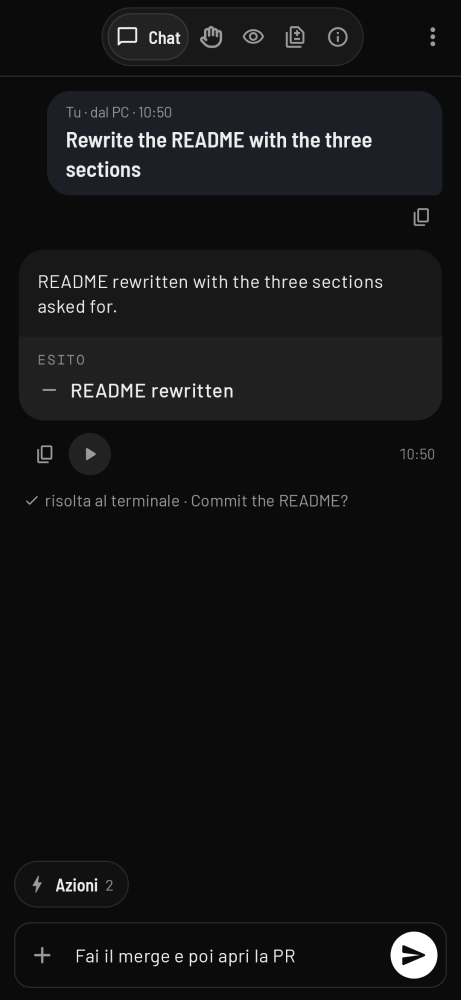 Chat
Tu · dal PC · 10:50
Rewrite the README with the three
sections
README rewritten with the three sections
asked for.
ESITO
— README rewritten
10:50
✓ risolta al terminale · Commit the README?
Azioni 2
Fai il merge e poi apri la PR